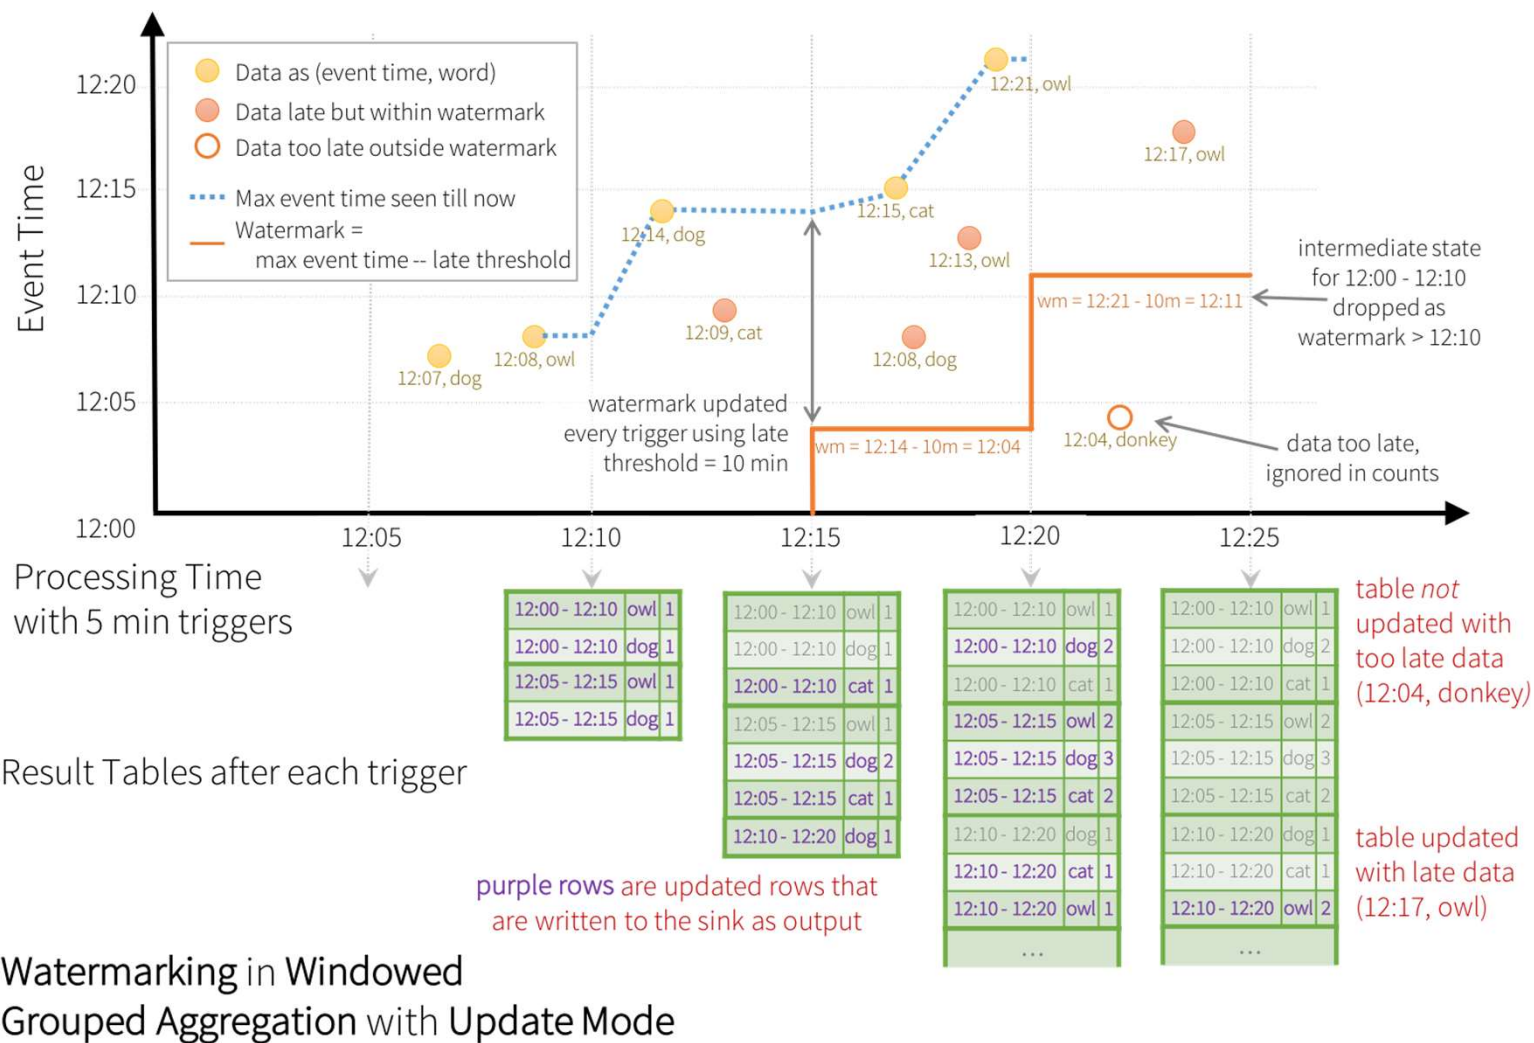 12:20
12:15
12:10
12:05
12:00
Event Time
Data as (event time, word)
Data late but within watermark
Data too late outside watermark
Max event time seen till now
Watermark =
max event time -- late threshold
12:07, dog
12:08, owl
12:14, dog
12:09, cat
12:15, cat
12:08, dog
12:13, owl
12:21, owl
12:17, owl
12:04, donkey
watermark updated
every trigger using late
threshold = 10 min
wm = 12:14 - 10m = 12:04
wm = 12:21 - 10m = 12:11
intermediate state
for 12:00 - 12:10
dropped as
watermark > 12:10
data too late,
ignored in counts
12:05
12:10
12:15
12:20
12:25
Processing Time
with 5 min triggers
Result Tables after each trigger
12:00 - 12:10 owl 1
12:00 - 12:10 dog 1
12:05 - 12:15 owl 1
12:05 - 12:15 dog 1
12:00 - 12:10 owl 1
12:00 - 12:10 dog 1
12:00 - 12:10 cat 1
12:05 - 12:15 owl 1
12:05 - 12:15 dog 2
12:05 - 12:15 cat 1
12:10 - 12:20 dog 1
12:00 - 12:10 owl 1
12:00 - 12:10 dog 2
12:00 - 12:10 cat 1
12:05 - 12:15 owl 2
12:05 - 12:15 dog 3
12:05 - 12:15 cat 2
12:10 - 12:20 dog 1
12:10 - 12:20 cat 1
12:10 - 12:20 owl 1
...
12:00 - 12:10 owl 1
12:00 - 12:10 dog 2
12:00 - 12:10 cat 1
12:05 - 12:15 owl 2
12:05 - 12:15 dog 3
12:05 - 12:15 cat 2
12:10 - 12:20 dog 1
12:10 - 12:20 cat 1
12:10 - 12:20 owl 2
...
table not
updated with
too late data
(12:04, donkey)
table updated
with late data
(12:17, owl)
purple rows are updated rows that
are written to the sink as output
Watermarking in Windowed
Grouped Aggregation with Update Mode